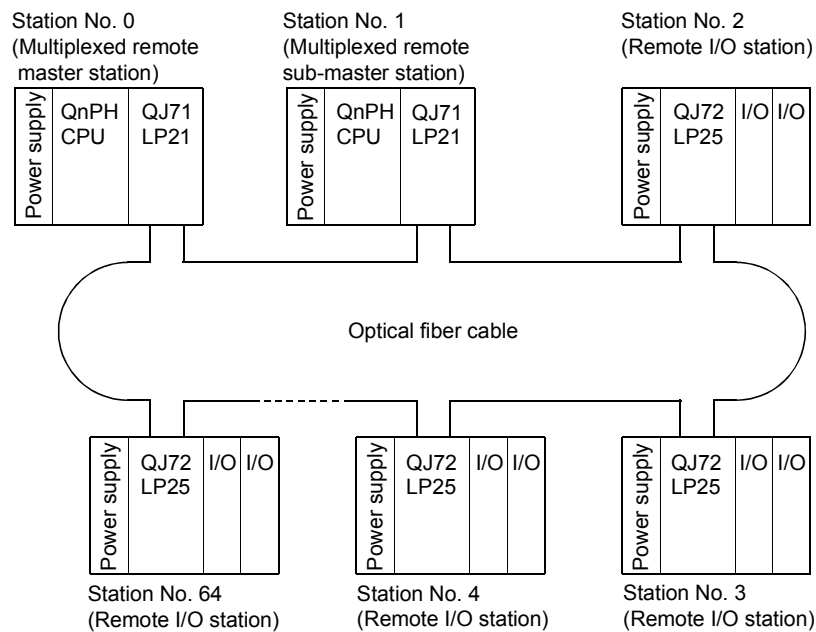 Station No. 0
(Multiplexed remote
master station)
Power supply
QnPH
CPU
QJ71
LP21
Station No. 1
(Multiplexed remote
sub-master station)
Power supply
QnPH
CPU
QJ71
LP21
Station No. 2
(Remote I/O station)
Power supply
QJ72
LP25
I/O
I/O
Optical fiber cable
Power supply
QJ72
LP25
I/O
I/O
Station No. 64
(Remote I/O station)
Power supply
QJ72
LP25
I/O
I/O
Station No. 4
(Remote I/O station)
Power supply
QJ72
LP25
I/O
I/O
Station No. 3
(Remote I/O station)